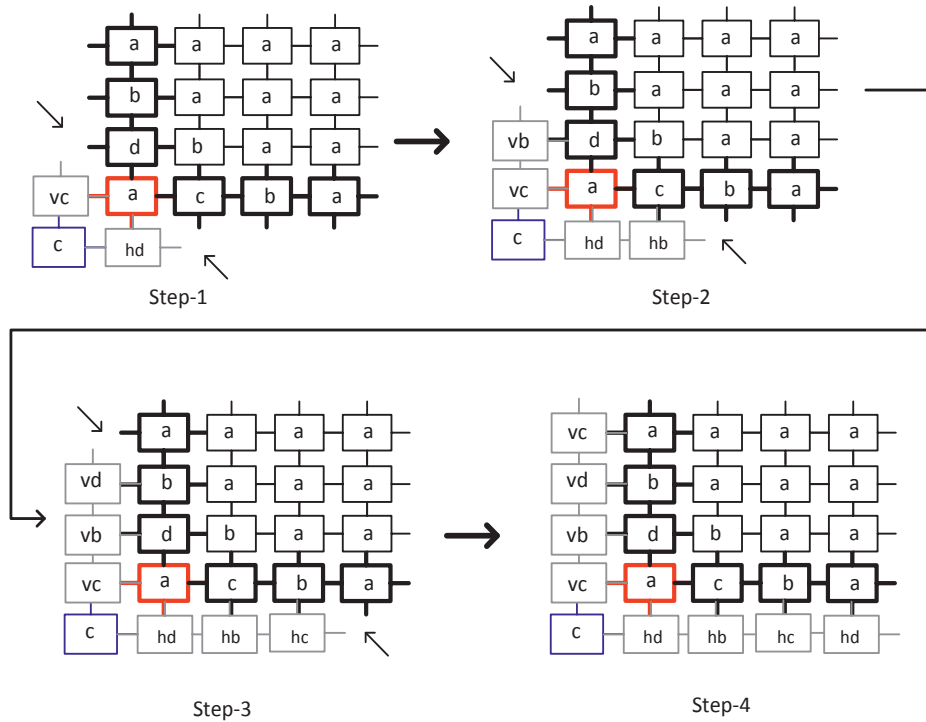 a a a a a a a a
b a a a b a a a
d b a a vb d b a a
vc a c b a vc a c b a
c hd c hd hb
Step-1 Step-2
a a a a vc a a a a
vd b a a a vd b a a a
vb d b a a vb d b a a
vc a c b a vc a c b a
c hd hb hc c hd hb hc hd
Step-3 Step-4